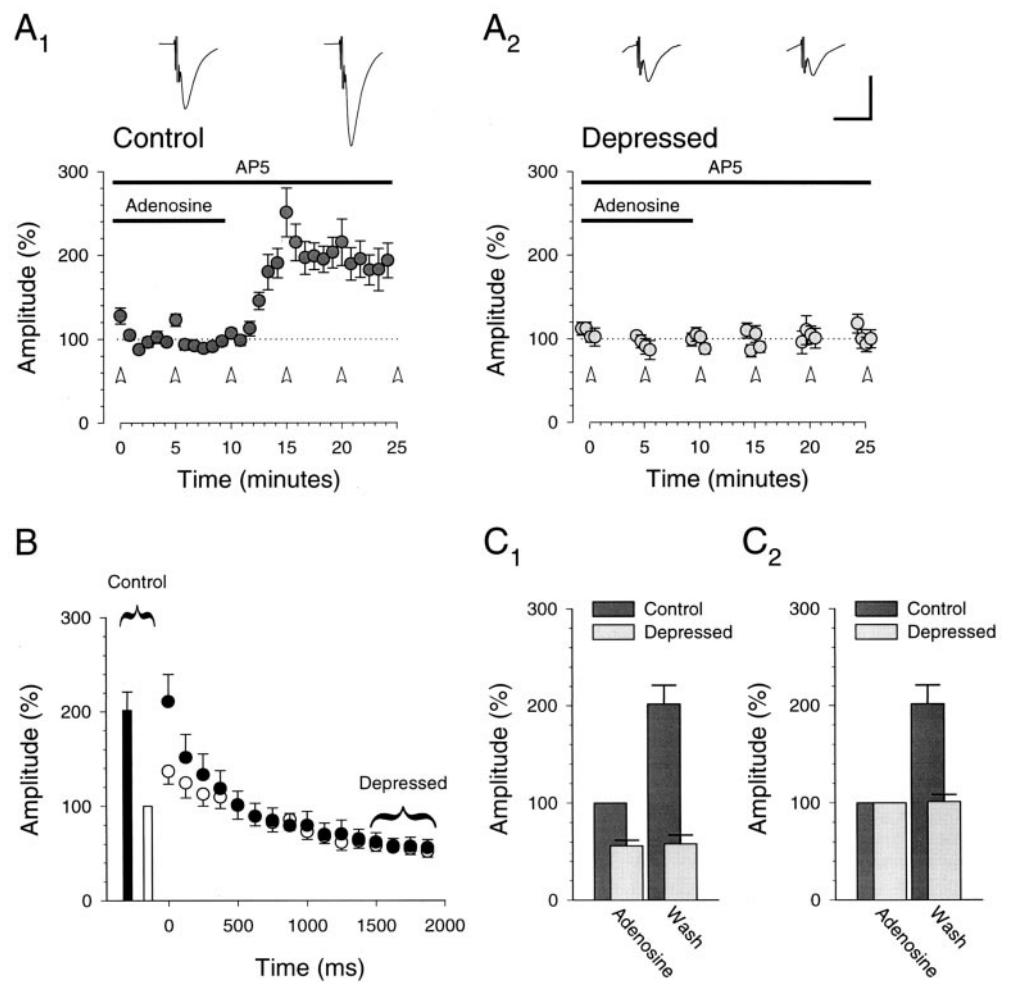 A1
Control
AP5
Adenosine
300
200
100
0
Amplitude (%)
0 5 10 15 20 25
Time (minutes)
A2
Depressed
AP5
Adenosine
300
200
100
0
Amplitude (%)
0 5 10 15 20 25
Time (minutes)
B
Control
Depressed
300
200
100
0
Amplitude (%)
0 500 1000 1500 2000
Time (ms)
C1
Control
Depressed
300
200
100
0
Amplitude (%)
Adenosine
Wash
C2
Control
Depressed
300
200
100
0
Amplitude (%)
Adenosine
Wash